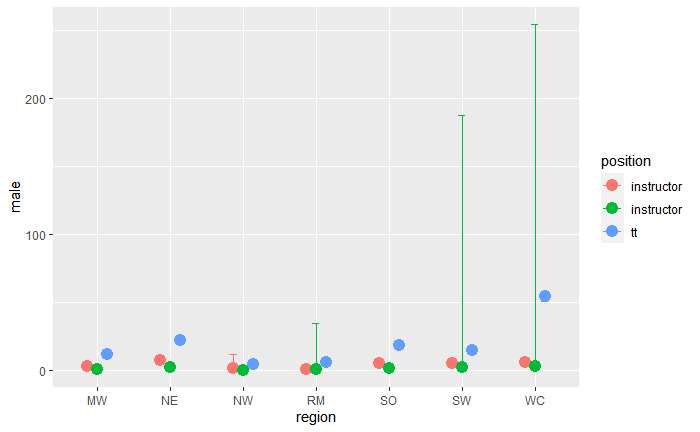 200
100
0
male
MW NE NW RM SO SW WC
region
position
instructor
instructor
tt